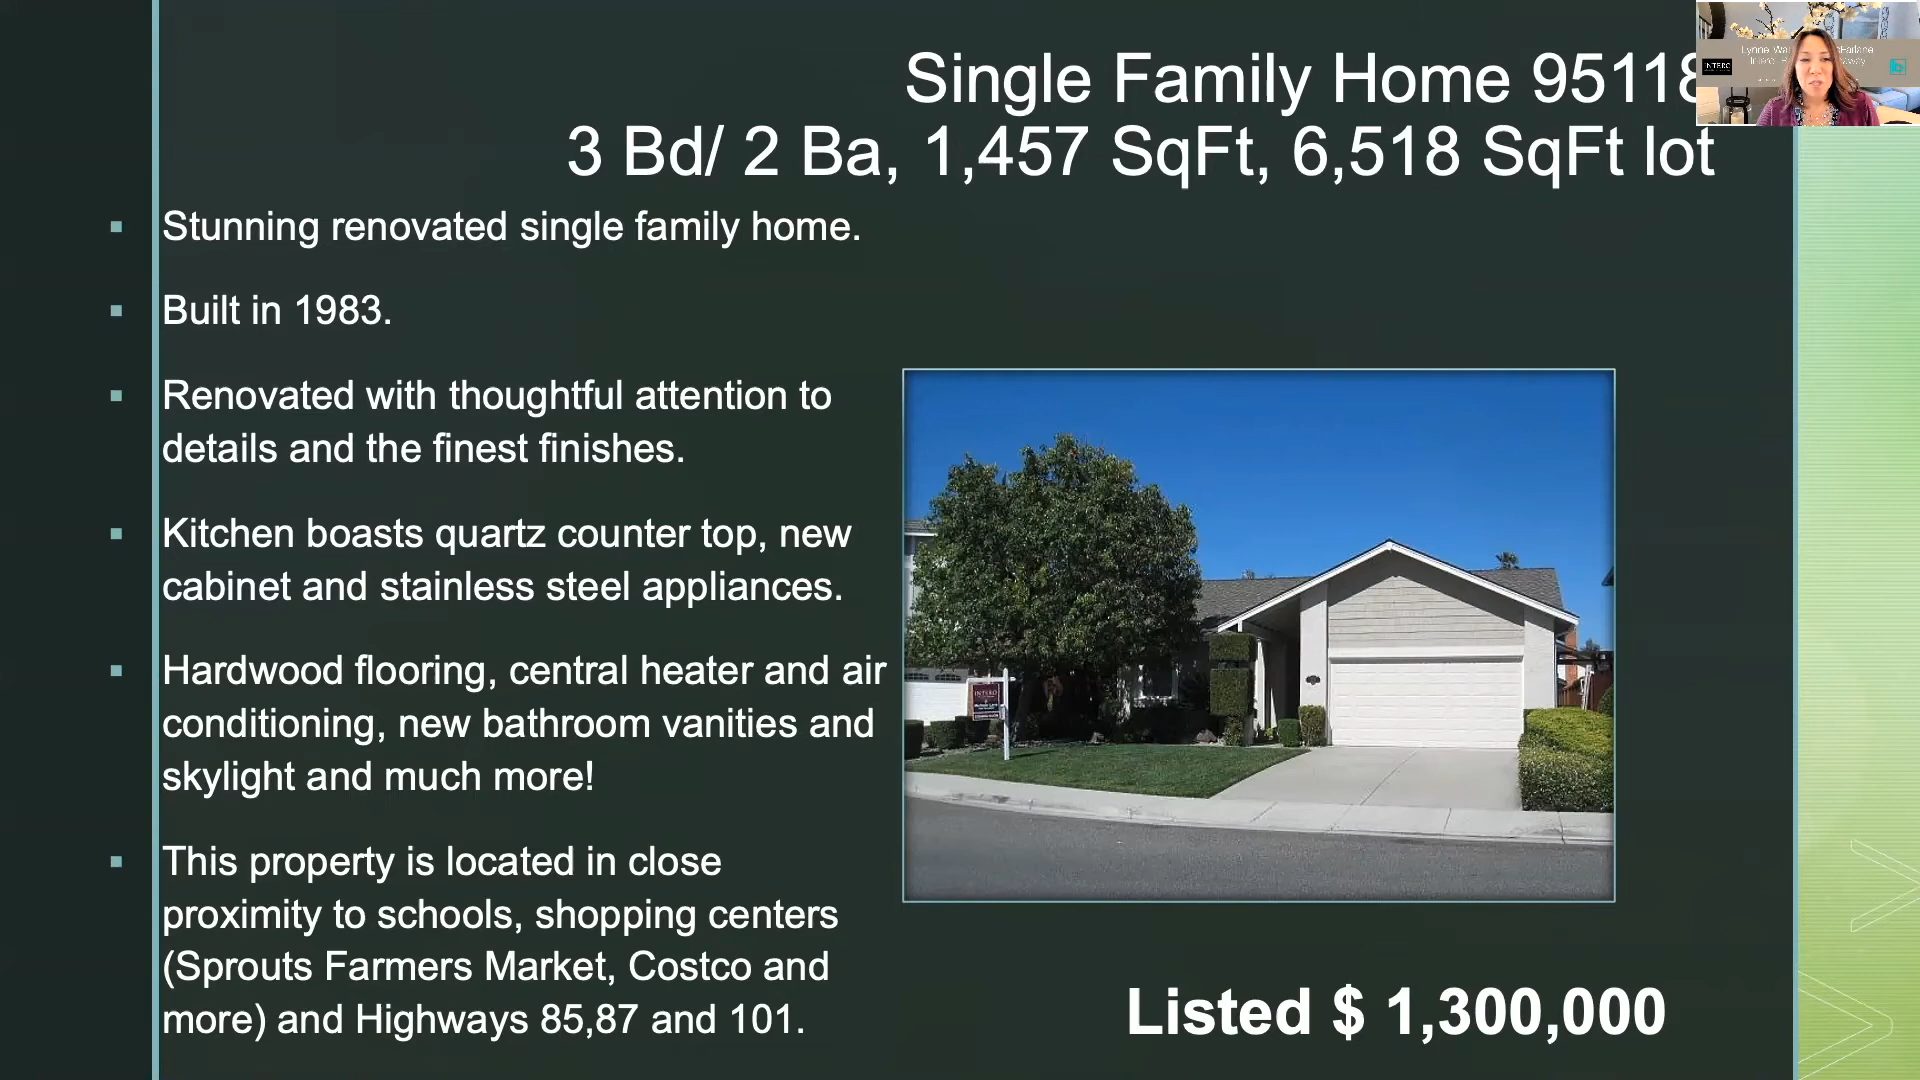 Single Family Home 95118
3 Bd/ 2 Ba, 1,457 SqFt, 6,518 SqFt lot
▪ Stunning renovated single family home.
▪ Built in 1983.
▪ Renovated with thoughtful attention to
details and the finest finishes.
▪ Kitchen boasts quartz counter top, new
cabinet and stainless steel appliances.
▪ Hardwood flooring, central heater and air
conditioning, new bathroom vanities and
skylight and much more!
▪ This property is located in close
proximity to schools, shopping centers
(Sprouts Farmers Market, Costco and
more) and Highways 85,87 and 101.
INTERO
Listed $ 1,300,000
Lynne
INTERO